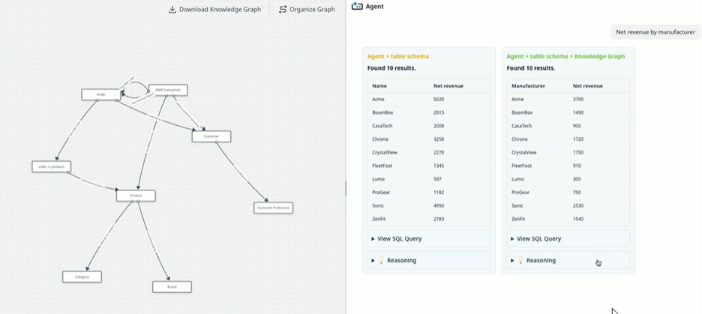 Download Knowledge Graph
Organize Graph
Order
RMA Transaction
Customer
Order_X_products
Product
Customer Preference
Category
Brand
Agent
Net revenue by manufacturer
Agent + table schema
Found 10 results.
Name Net revenue
Acme 5020
BoomBox 2013
CasaTech 2008
Chrono 3258
CrystalView 2270
FleetFoot 1345
Lumo 597
ProGear 1182
Sonic 4950
ZenFit 2783
View SQL Query
Reasoning
Agent + table schema + Knowledge Graph
Found 10 results.
Manufacturer Net revenue
Acme 3700
BoomBox 1490
CasaTech 900
Chrono 1720
CrystalView 1750
FleetFoot 910
Lumo 300
ProGear 750
Sonic 2530
ZenFit 1540
View SQL Query
Reasoning